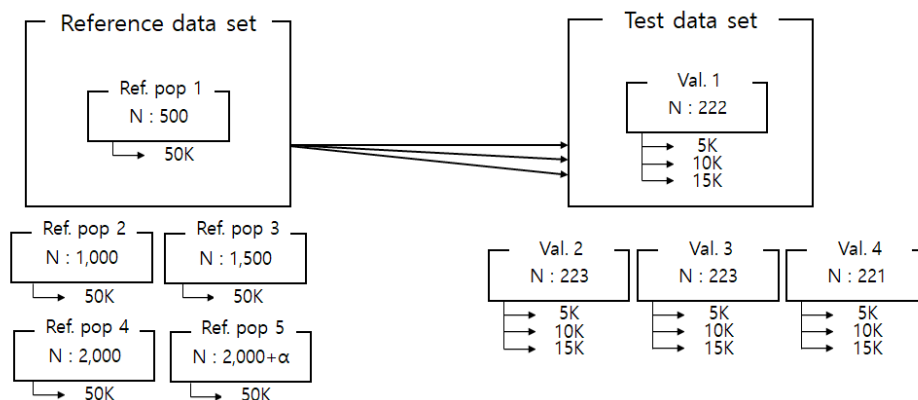 Reference data set
Ref. pop 1
N : 500
50K
Ref. pop 2
N : 1,000
50K
Ref. pop 3
N : 1,500
50K
Ref. pop 4
N : 2,000
50K
Ref. pop 5
N : 2,000+α
50K
Test data set
Val. 1
N : 222
5K
10K
15K
Val. 2
N : 223
5K
10K
15K
Val. 3
N : 223
5K
10K
15K
Val. 4
N : 221
5K
10K
15K